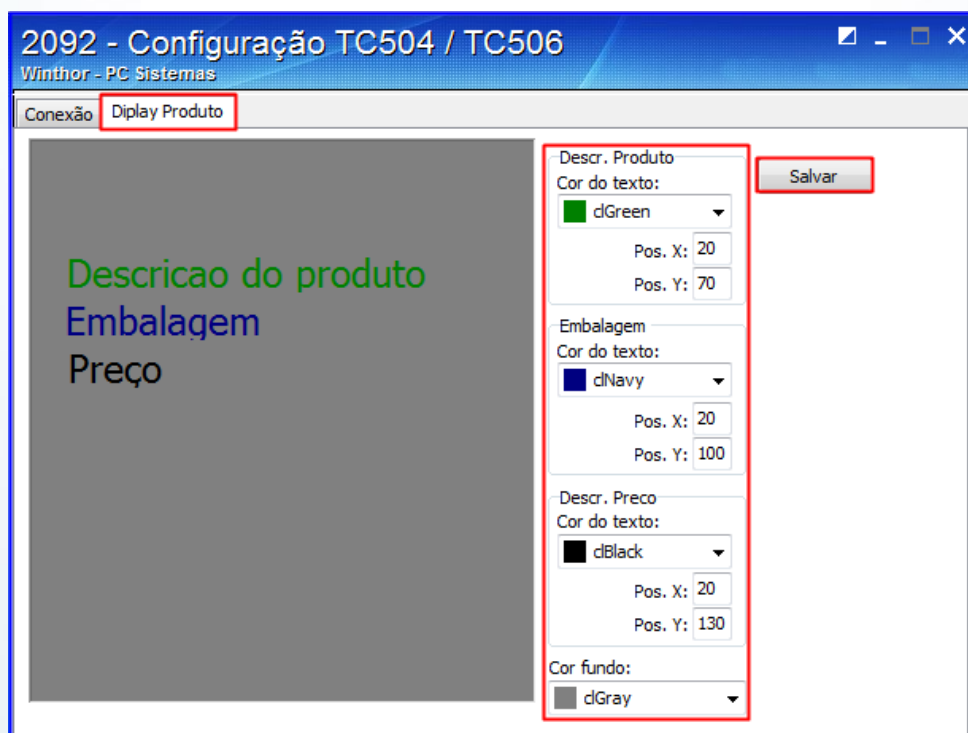 2092 - Configuração TC504 / TC506
Winthor - PC Sistemas
Conexão
Diplay Produto
Descricao do produto
Embalagem
Preço
Descr. Produto
Cor do texto:
clGreen
Pos. X: 20
Pos. Y: 70
Embalagem
Cor do texto:
clNavy
Pos. X: 20
Pos. Y: 100
Descr. Preco
Cor do texto:
clBlack
Pos. X: 20
Pos. Y: 130
Cor fundo:
clGray
Salvar